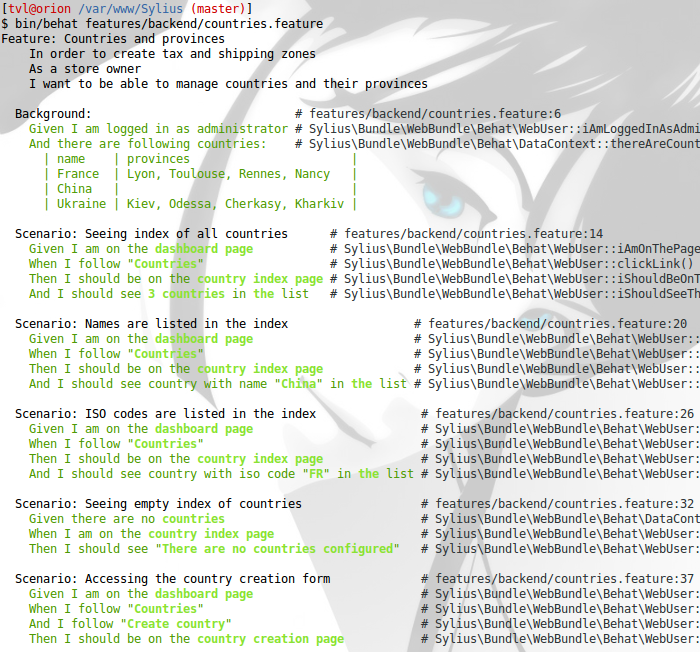 [tvl@orion /var/www/Sylius (master)]
$ bin/behat features/backend/countries.feature
Feature: Countries and provinces
    In order to create tax and shipping zones
    As a store owner
    I want to be able to manage countries and their provinces

  Background:                             # features/backend/countries.feature:6
    Given I am logged in as administrator # Sylius\Bundle\WebBundle\Behat\WebUser::iAmLoggedInAsAdmi
    And there are following countries:    # Sylius\Bundle\WebBundle\Behat\DataContext::thereAreCount
      | name    | provinces                       |
      | France  | Lyon, Toulouse, Rennes, Nancy   |
      | China   |                                 |
      | Ukraine | Kiev, Odessa, Cherkasy, Kharkiv |

  Scenario: Seeing index of all countries      # features/backend/countries.feature:14
    Given I am on the dashboard page           # Sylius\Bundle\WebBundle\Behat\WebUser::iAmOnThePage
    When I follow "Countries"                  # Sylius\Bundle\WebBundle\Behat\WebUser::clickLink()
    Then I should be on the country index page # Sylius\Bundle\WebBundle\Behat\WebUser::iShouldBeOnT
    And I should see 3 countries in the list   # Sylius\Bundle\WebBundle\Behat\WebUser::iShouldSeeTh

  Scenario: Names are listed in the index                  # features/backend/countries.feature:20
    Given I am on the dashboard page                       # Sylius\Bundle\WebBundle\Behat\WebUser::
    When I follow "Countries"                              # Sylius\Bundle\WebBundle\Behat\WebUser::
    Then I should be on the country index page             # Sylius\Bundle\WebBundle\Behat\WebUser::
    And I should see country with name "China" in the list # Sylius\Bundle\WebBundle\Behat\WebUser::

  Scenario: ISO codes are listed in the index               # features/backend/countries.feature:26
    Given I am on the dashboard page                        # Sylius\Bundle\WebBundle\Behat\WebUser:
    When I follow "Countries"                               # Sylius\Bundle\WebBundle\Behat\WebUser:
    Then I should be on the country index page              # Sylius\Bundle\WebBundle\Behat\WebUser:
    And I should see country with iso code "FR" in the list # Sylius\Bundle\WebBundle\Behat\WebUser:

  Scenario: Seeing empty index of countries                 # features/backend/countries.feature:32
    Given there are no countries                            # Sylius\Bundle\WebBundle\Behat\DataCont
    When I am on the country index page                     # Sylius\Bundle\WebBundle\Behat\WebUser:
    Then I should see "There are no countries configured"   # Sylius\Bundle\WebBundle\Behat\WebUser:

  Scenario: Accessing the country creation form             # features/backend/countries.feature:37
    Given I am on the dashboard page                        # Sylius\Bundle\WebBundle\Behat\WebUser:
    When I follow "Countries"                               # Sylius\Bundle\WebBundle\Behat\WebUser:
    And I follow "Create country"                           # Sylius\Bundle\WebBundle\Behat\WebUser:
    Then I should be on the country creation page           # Sylius\Bundle\WebBundle\Behat\WebUser: